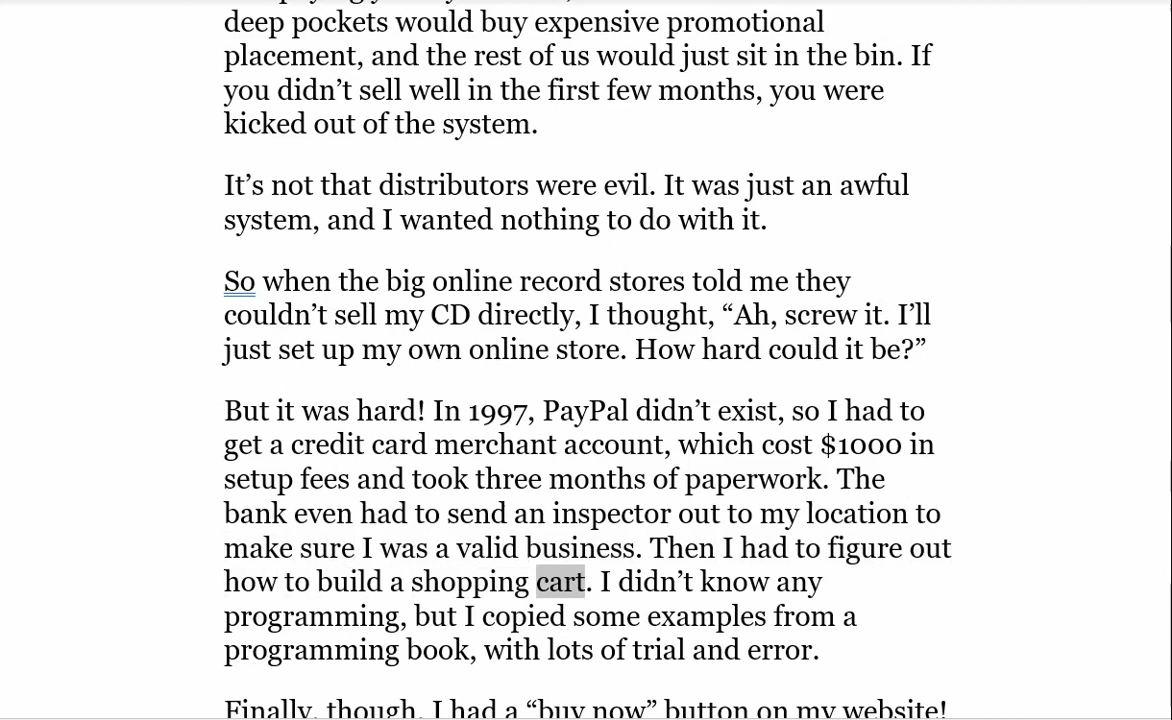 deep pockets would buy expensive promotional
placement, and the rest of us would just sit in the bin. If
you didn’t sell well in the first few months, you were
kicked out of the system.
It’s not that distributors were evil. It was just an awful
system, and I wanted nothing to do with it.
So when the big online record stores told me they
couldn’t sell my CD directly, I thought, “Ah, screw it. I’ll
just set up my own online store. How hard could it be?”
But it was hard! In 1997, PayPal didn’t exist, so I had to
get a credit card merchant account, which cost $1000 in
setup fees and took three months of paperwork. The
bank even had to send an inspector out to my location to
make sure I was a valid business. Then I had to figure out
how to build a shopping cart. I didn’t know any
programming, but I copied some examples from a
programming book, with lots of trial and error.
Finally, though, I had a “buy now” button on my website!